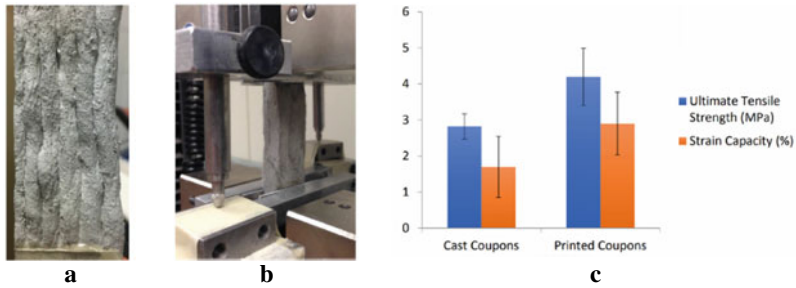 6
5
4
3
2
1
0
Cast Coupons
Printed Coupons
Ultimate Tensile
Strength (MPa)
Strain Capacity (%)
a
b
c